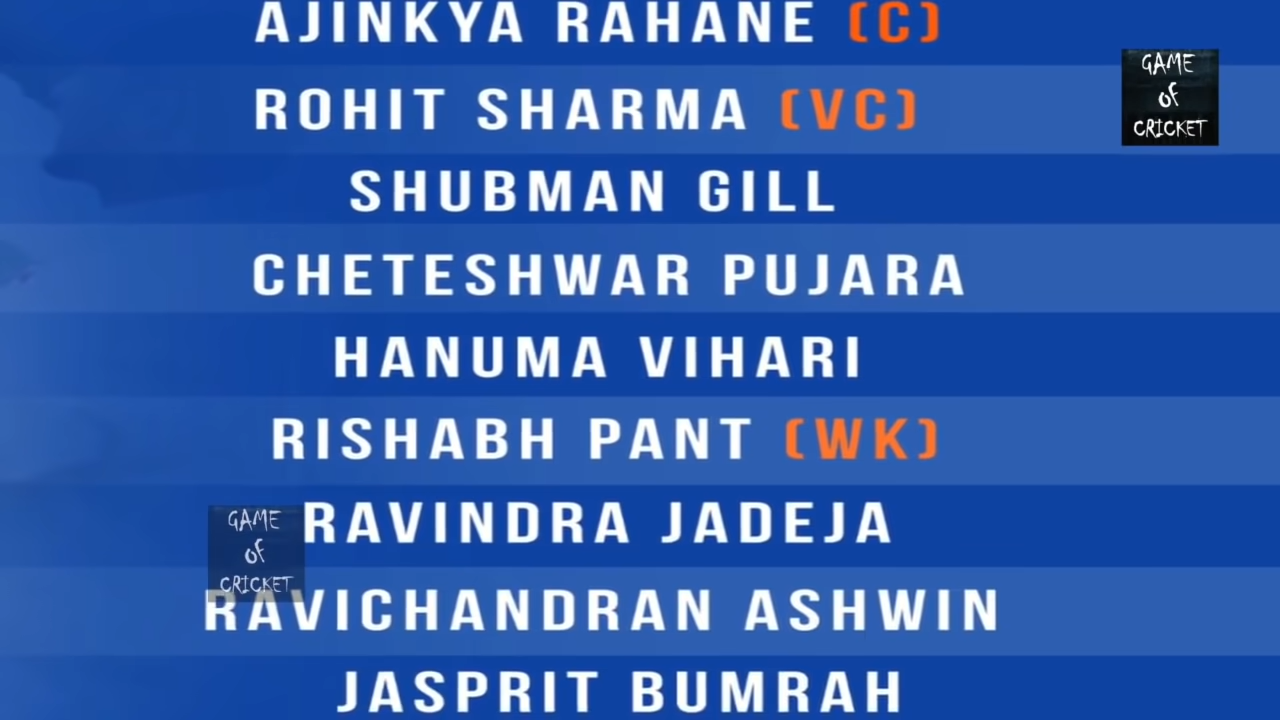 AJINKYA RAHANE (C)
ROHIT SHARMA (VC)
SHUBMAN GILL
CHETESHWAR PUJARA
HANUMA VIHARI
RISHABH PANT (WK)
RAVINDRA JADEJA
RAVICHANDRAN ASHWIN
JASPRIT BUMRAH
GAME
of
CRICKET
GAME
of
CRICKET